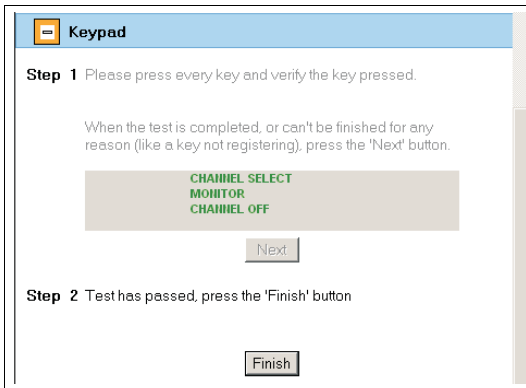 Keypad
Step 1 Please press every key and verify the key pressed.
When the test is completed, or can't be finished for any
reason (like a key not registering), press the 'Next' button.
CHANNEL SELECT
MONITOR
CHANNEL OFF
Next
Step 2 Test has passed, press the 'Finish' button
Finish